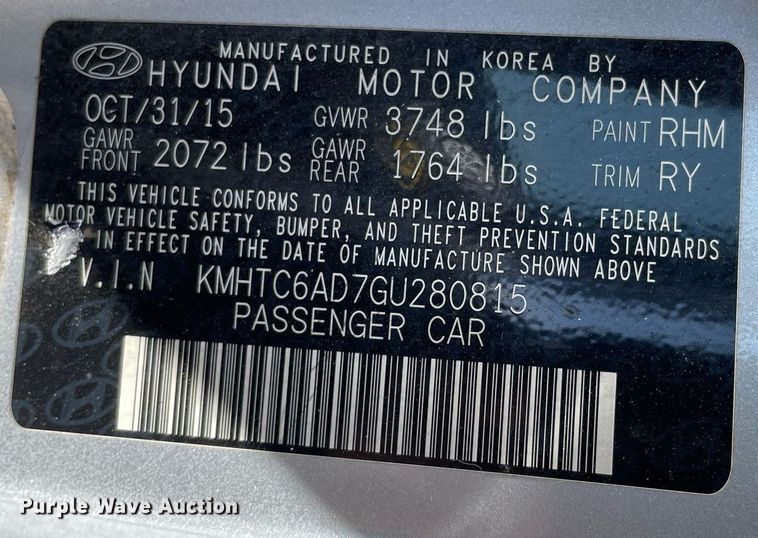 MANUFACTURED IN KOREA BY
HYUNDAI MOTOR COMPANY
OCT/31/15 GVWR 3748 lbs PAINT RHM
GAWR FRONT 2072 lbs GAWR REAR 1764 lbs TRIM RY
THIS VEHICLE CONFORMS TO ALL APPLICABLE U.S.A. FEDERAL
MOTOR VEHICLE SAFETY, BUMPER, AND THEFT PREVENTION STANDARDS
IN EFFECT ON THE DATE OF MANUFACTURE SHOWN ABOVE
V.I.N KMHTC6AD7GU280815
PASSENGER CAR
Purple Wave Auction